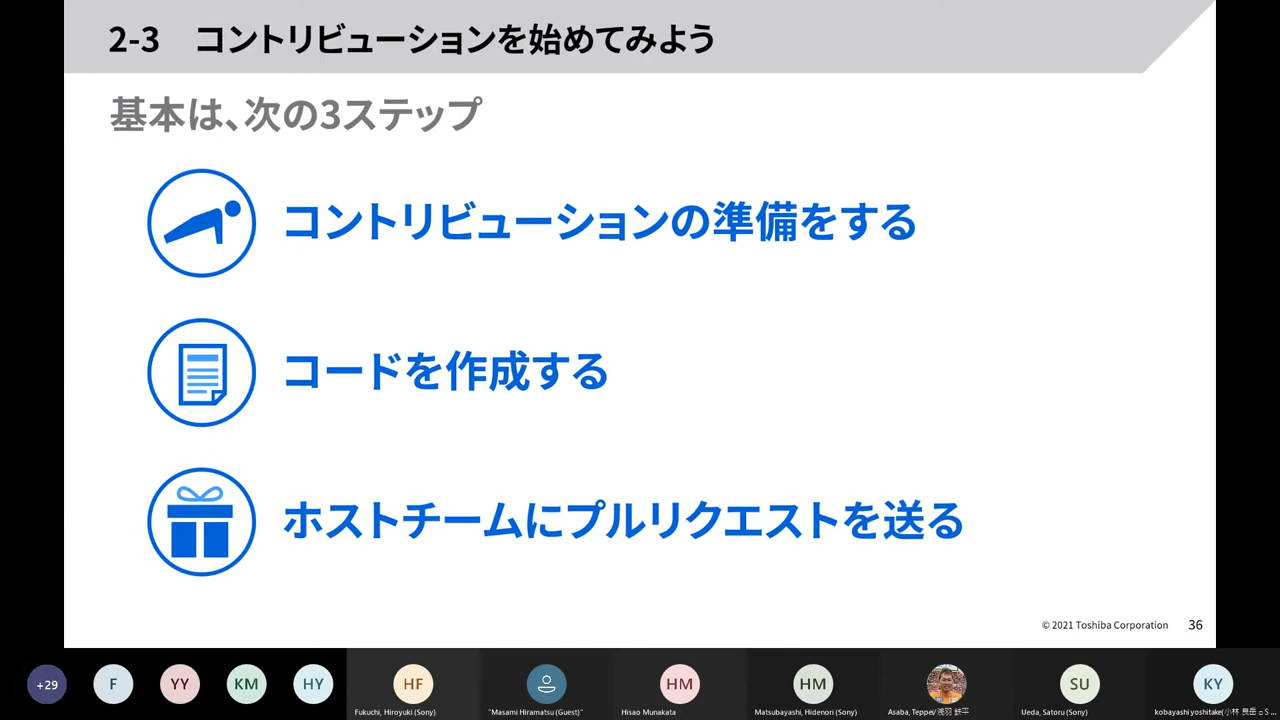 2-3　コントリビューションを始めてみよう
基本は、次の3ステップ
コントリビューションの準備をする
コードを作成する
ホストチームにプルリクエストを送る
© 2021 Toshiba Corporation 36
+29 F YY KM HY HF HM HM SU KY
Fukuchi, Hiroyuki (Sony) "Masami Hiramatsu (Guest)" Hisao Munakata Matsubayashi, Hidenori (Sony) Asaba, Teppei/浅羽 鉄平 Ueda, Satoru (Sony) kobayashi yoshitake(小林 良岳